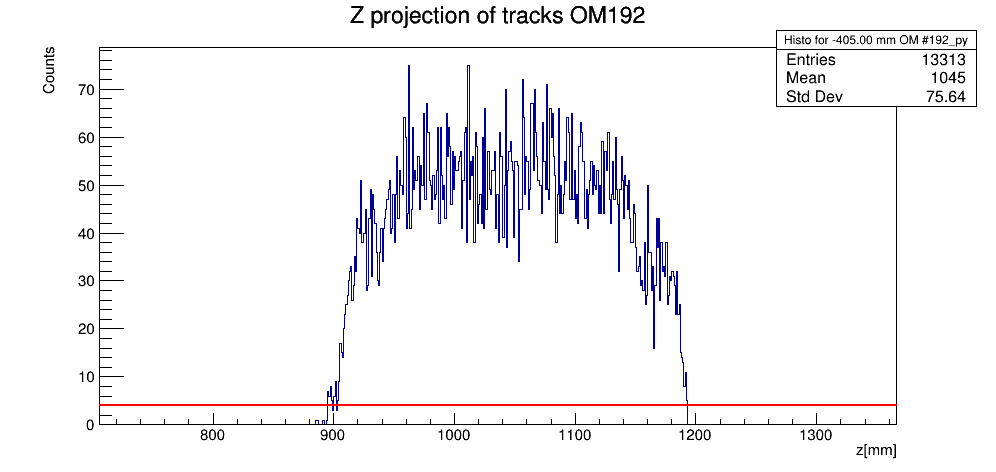 Z projection of tracks OM192
Histo for -405.00 mm OM #192_py
Entries 13313
Mean 1045
Std Dev 75.64
Counts
70
60
50
40
30
20
10
0
800 900 1000 1100 1200 1300
z[mm]